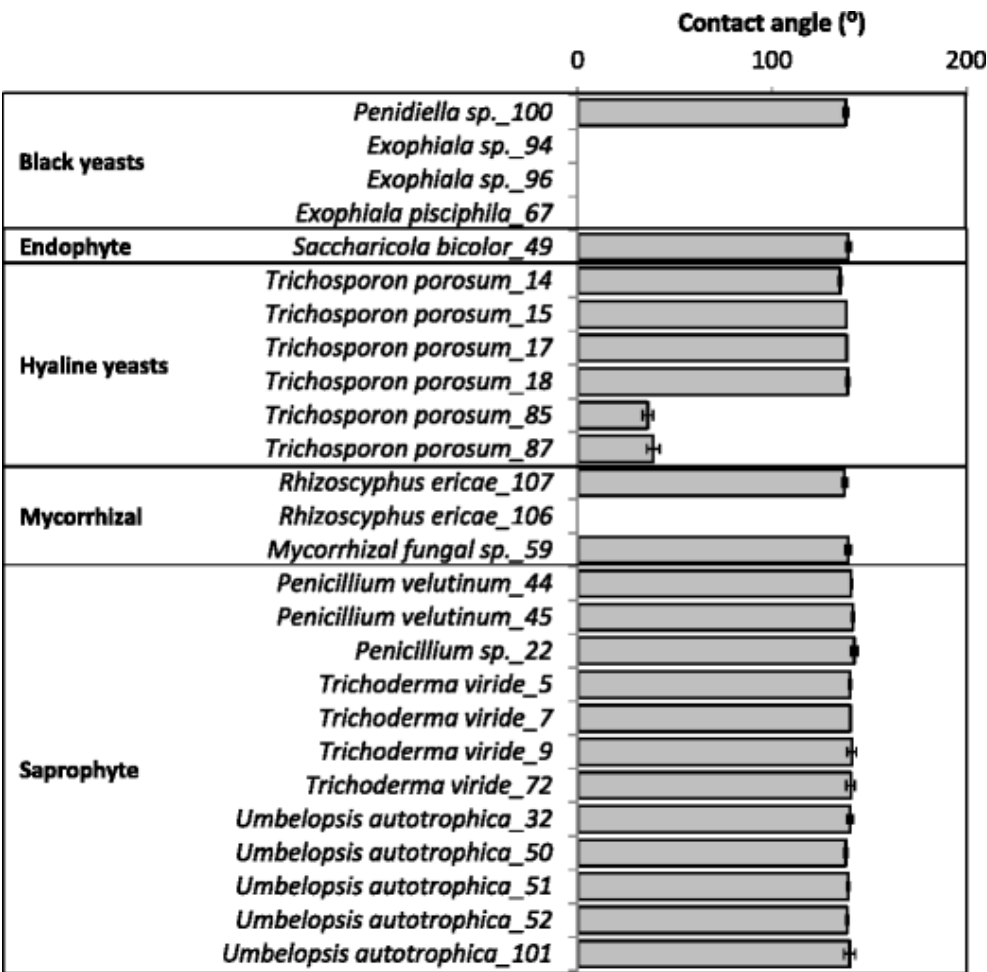 Contact angle (⁰)
0 100 200
Penidiella sp._100
Exophiala sp._94
Black yeasts
Exophiala sp._96
Exophiala pisciphila_67
Endophyte Saccharicola bicolor_49
Trichosporon porosum_14
Trichosporon porosum_15
Trichosporon porosum_17
Hyaline yeasts
Trichosporon porosum_18
Trichosporon porosum_85
Trichosporon porosum_87
Rhizoscyphus ericae_107
Mycorrhizal Rhizoscyphus ericae_106
Mycorrhizal fungal sp._59
Penicillium velutinum_44
Penicillium velutinum_45
Penicillium sp._22
Trichoderma viride_5
Trichoderma viride_7
Trichoderma viride_9
Saprophyte
Trichoderma viride_72
Umbelopsis autotrophica_32
Umbelopsis autotrophica_50
Umbelopsis autotrophica_51
Umbelopsis autotrophica_52
Umbelopsis autotrophica_101